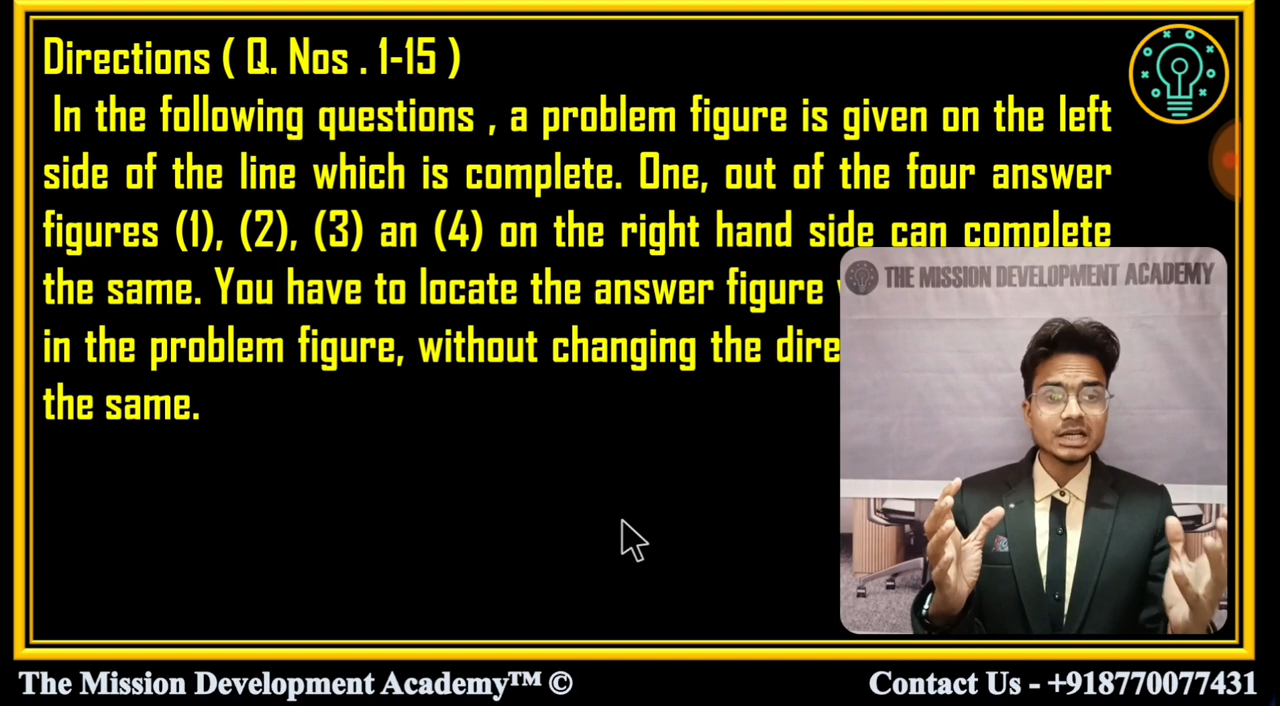 Directions ( Q. Nos . 1-15 )
In the following questions , a problem figure is given on the left
side of the line which is complete. One, out of the four answer
figures (1), (2), (3) an (4) on the right hand side can complete
the same. You have to locate the answer figure
in the problem figure, without changing the
the same.
THE MISSION DEVELOPMENT ACADEMY
The Mission Development Academy™ ©
Contact Us - +918770077431